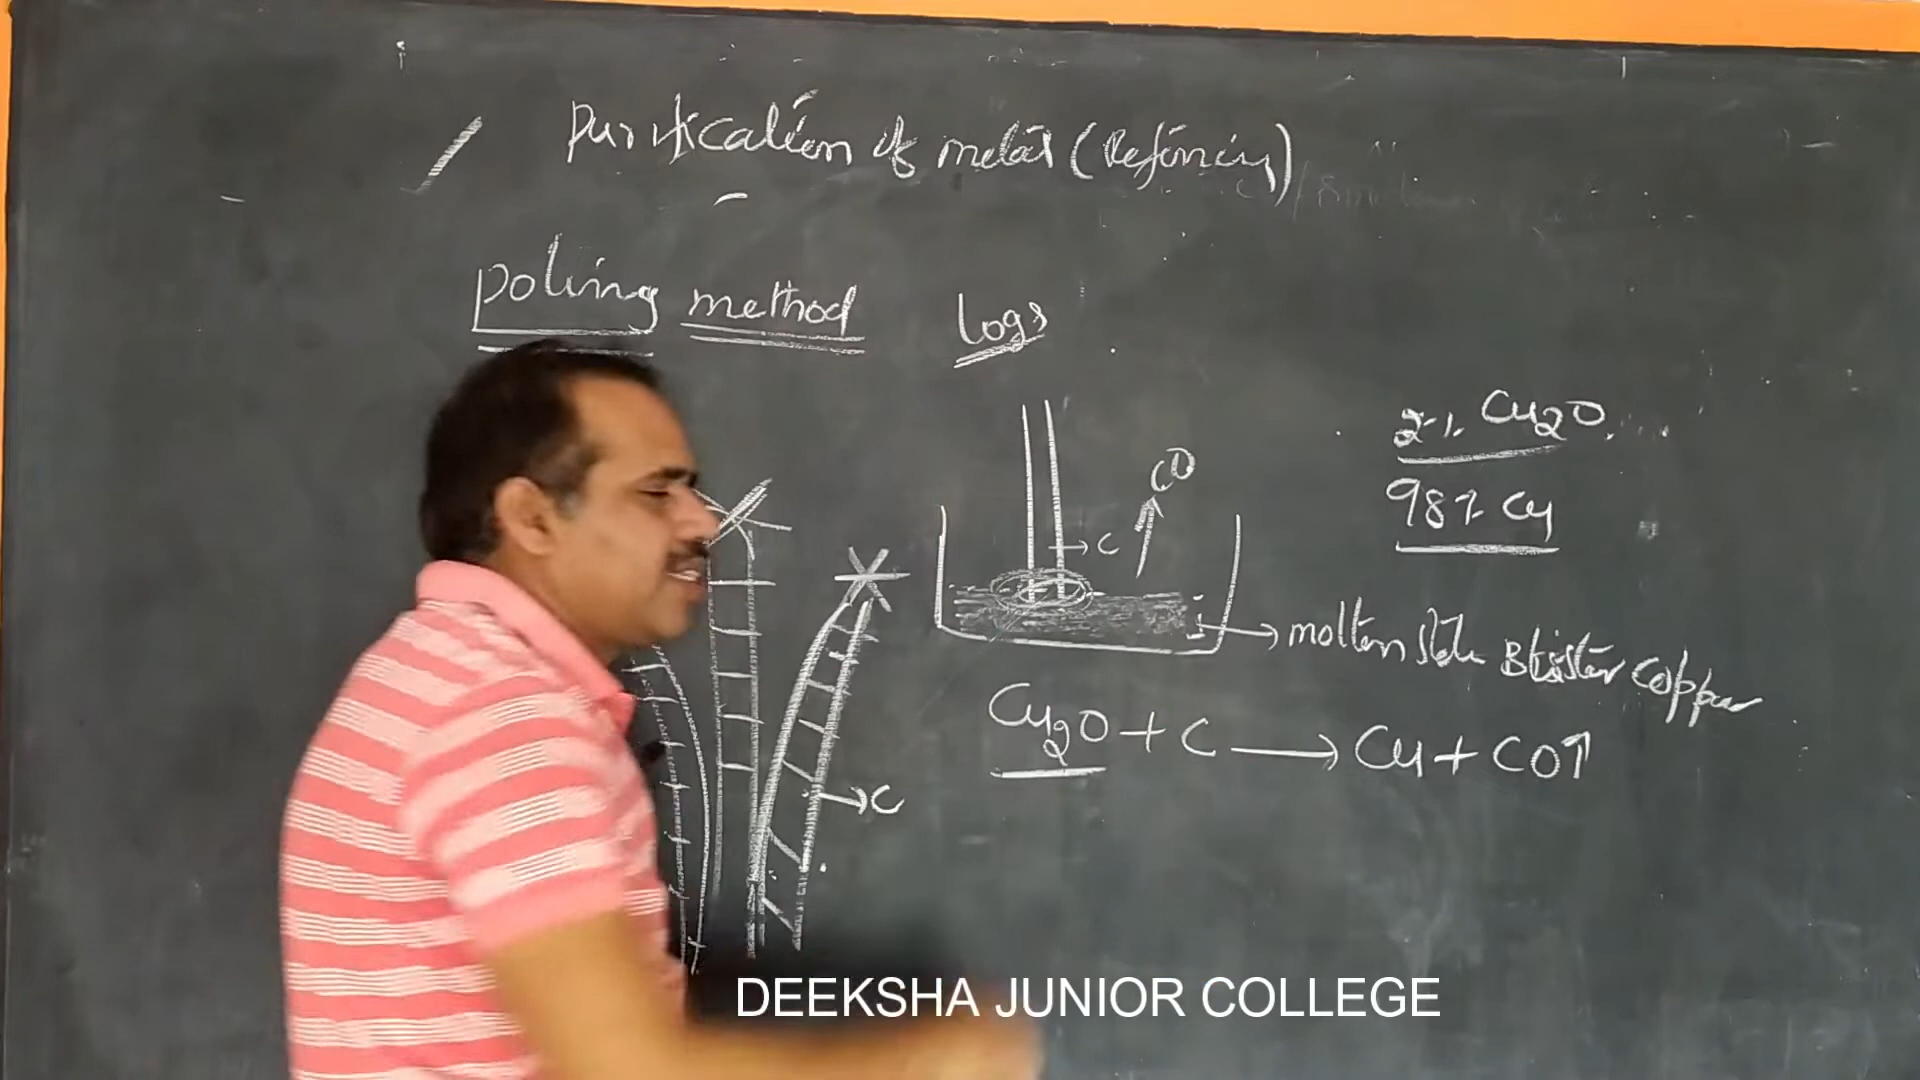 Purification of metal (Refining)
poling method
Logs
2% Cu2O
98% Cu
CO
C
molten state Blister Copper
Cu2O + C → Cu + CO↑
C
DEEKSHA JUNIOR COLLEGE